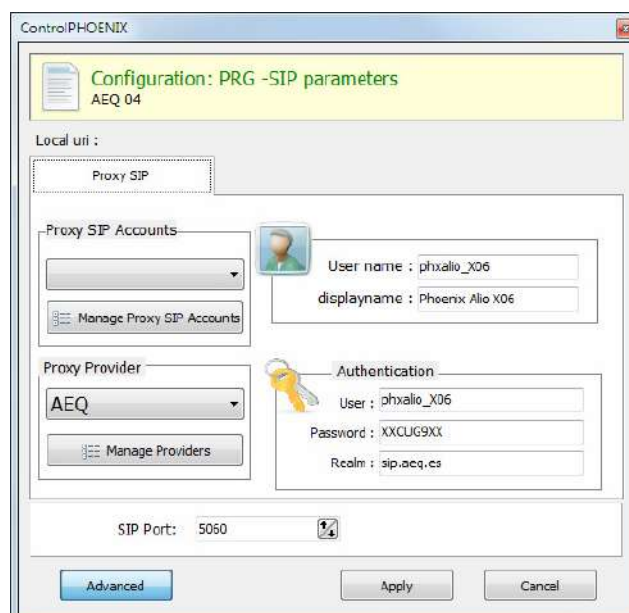 ControlPHOENIX
Configuration: PRG -SIP parameters
AEQ 04
Local uri :
Proxy SIP
Proxy SIP Accounts
Manage Proxy SIP Accounts
User name : phxalio_X06
displayname : Phoenix Alio X06
Proxy Provider
AEQ
Manage Providers
Authentication
User : phxalio_X06
Password : XXCUG9XX
Realm : sip.aeq.es
SIP Port: 5060
Advanced
Apply
Cancel